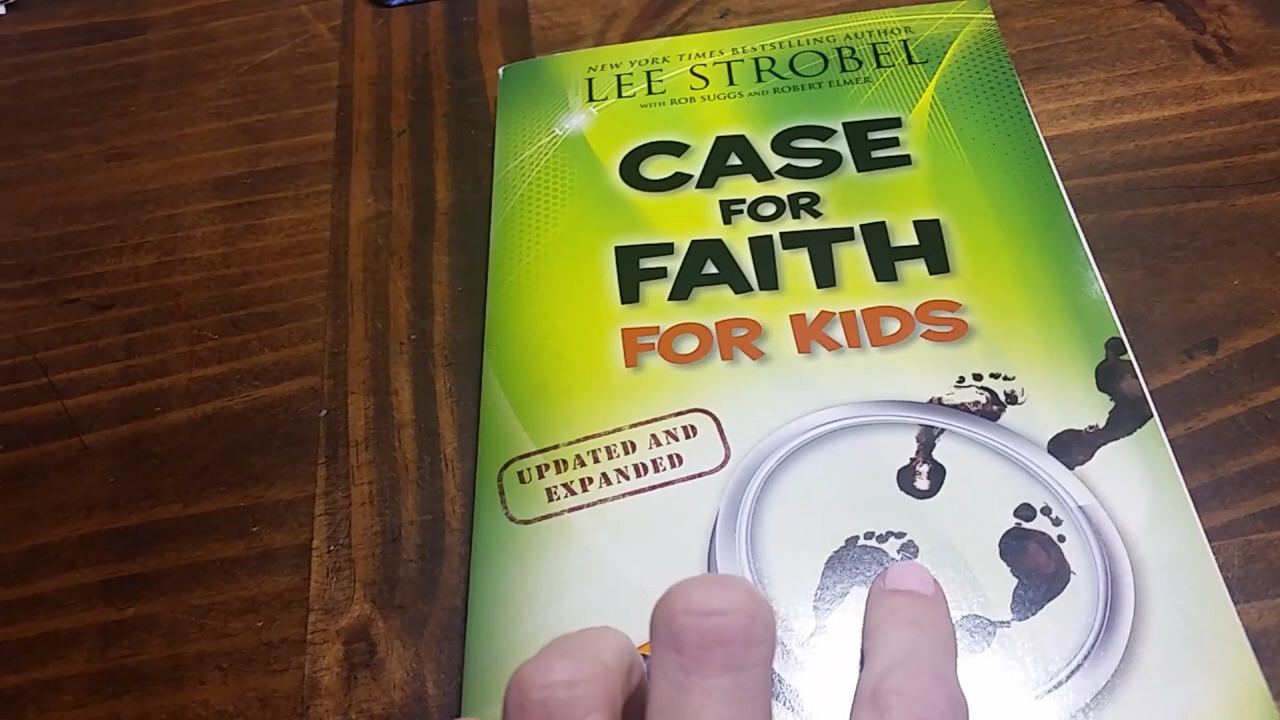 NEW YORK TIMES BESTSELLING AUTHOR
LEE STROBEL
WITH ROB SUGGS AND ROBERT ELMER
CASE
FOR
FAITH
FOR KIDS
UPDATED AND
EXPANDED